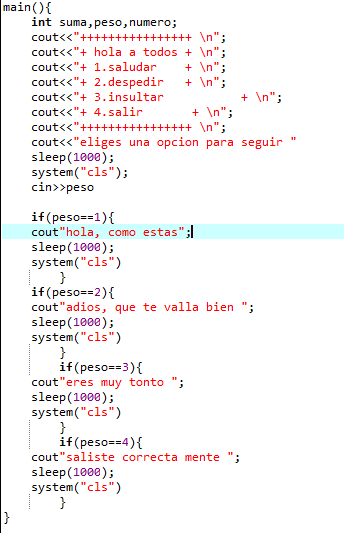 main(){
int suma,peso,numero;
cout<<"++++++++++++++++ \n";
cout<<"+ hola a todos + \n";
cout<<"+ 1.saludar    + \n";
cout<<"+ 2.despedir   + \n";
cout<<"+ 3.insultar           + \n";
cout<<"+ 4.salir       + \n";
cout<<"++++++++++++++++ \n";
cout<<"eliges una opcion para seguir "
sleep(1000);
system("cls");
cin>>peso
if(peso==1){
cout"hola, como estas";
sleep(1000);
system("cls")
}
if(peso==2){
cout"adios, que te valla bien ";
sleep(1000);
system("cls")
}
if(peso==3){
cout"eres muy tonto ";
sleep(1000);
system("cls")
}
if(peso==4){
cout"saliste correcta mente ";
sleep(1000);
system("cls")
}
}